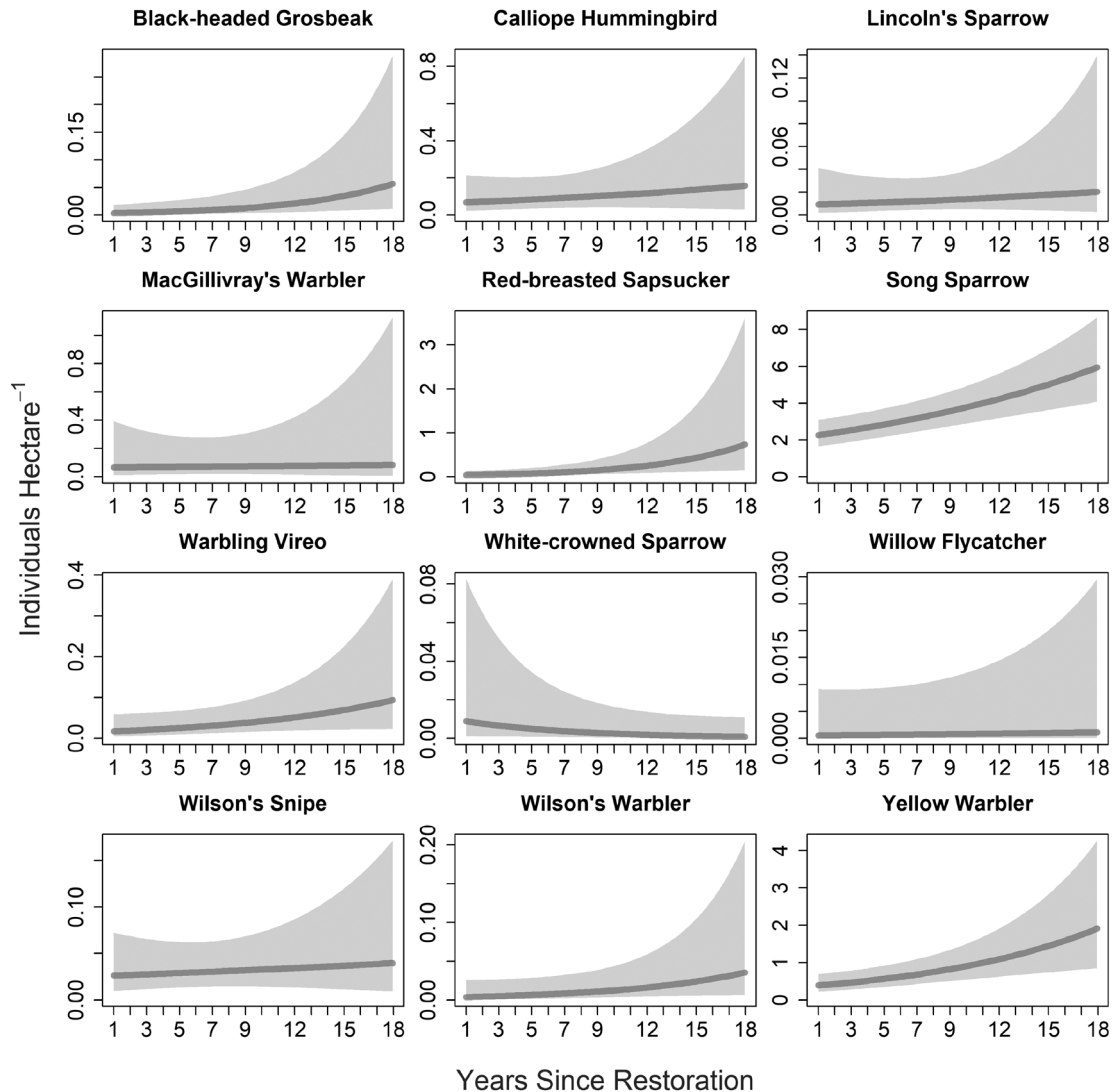 Black-headed Grosbeak
Calliope Hummingbird
Lincoln's Sparrow
0.00 0.15
1 3 5 7 9 12 15 18
0.0 0.4 0.8
1 3 5 7 9 12 15 18
0.00 0.06 0.12
1 3 5 7 9 12 15 18
MacGillivray's Warbler
Red-breasted Sapsucker
Song Sparrow
0.0 0.4 0.8
1 3 5 7 9 12 15 18
0 1 2 3
1 3 5 7 9 12 15 18
2 4 6 8
1 3 5 7 9 12 15 18
Individuals Hectare⁻¹
Warbling Vireo
White-crowned Sparrow
Willow Flycatcher
0.0 0.2 0.4
1 3 5 7 9 12 15 18
0.00 0.04 0.08
1 3 5 7 9 12 15 18
0.000 0.015 0.030
1 3 5 7 9 12 15 18
Wilson's Snipe
Wilson's Warbler
Yellow Warbler
0.00 0.10
1 3 5 7 9 12 15 18
0.00 0.10 0.20
1 3 5 7 9 12 15 18
0 1 2 3 4
1 3 5 7 9 12 15 18
Years Since Restoration